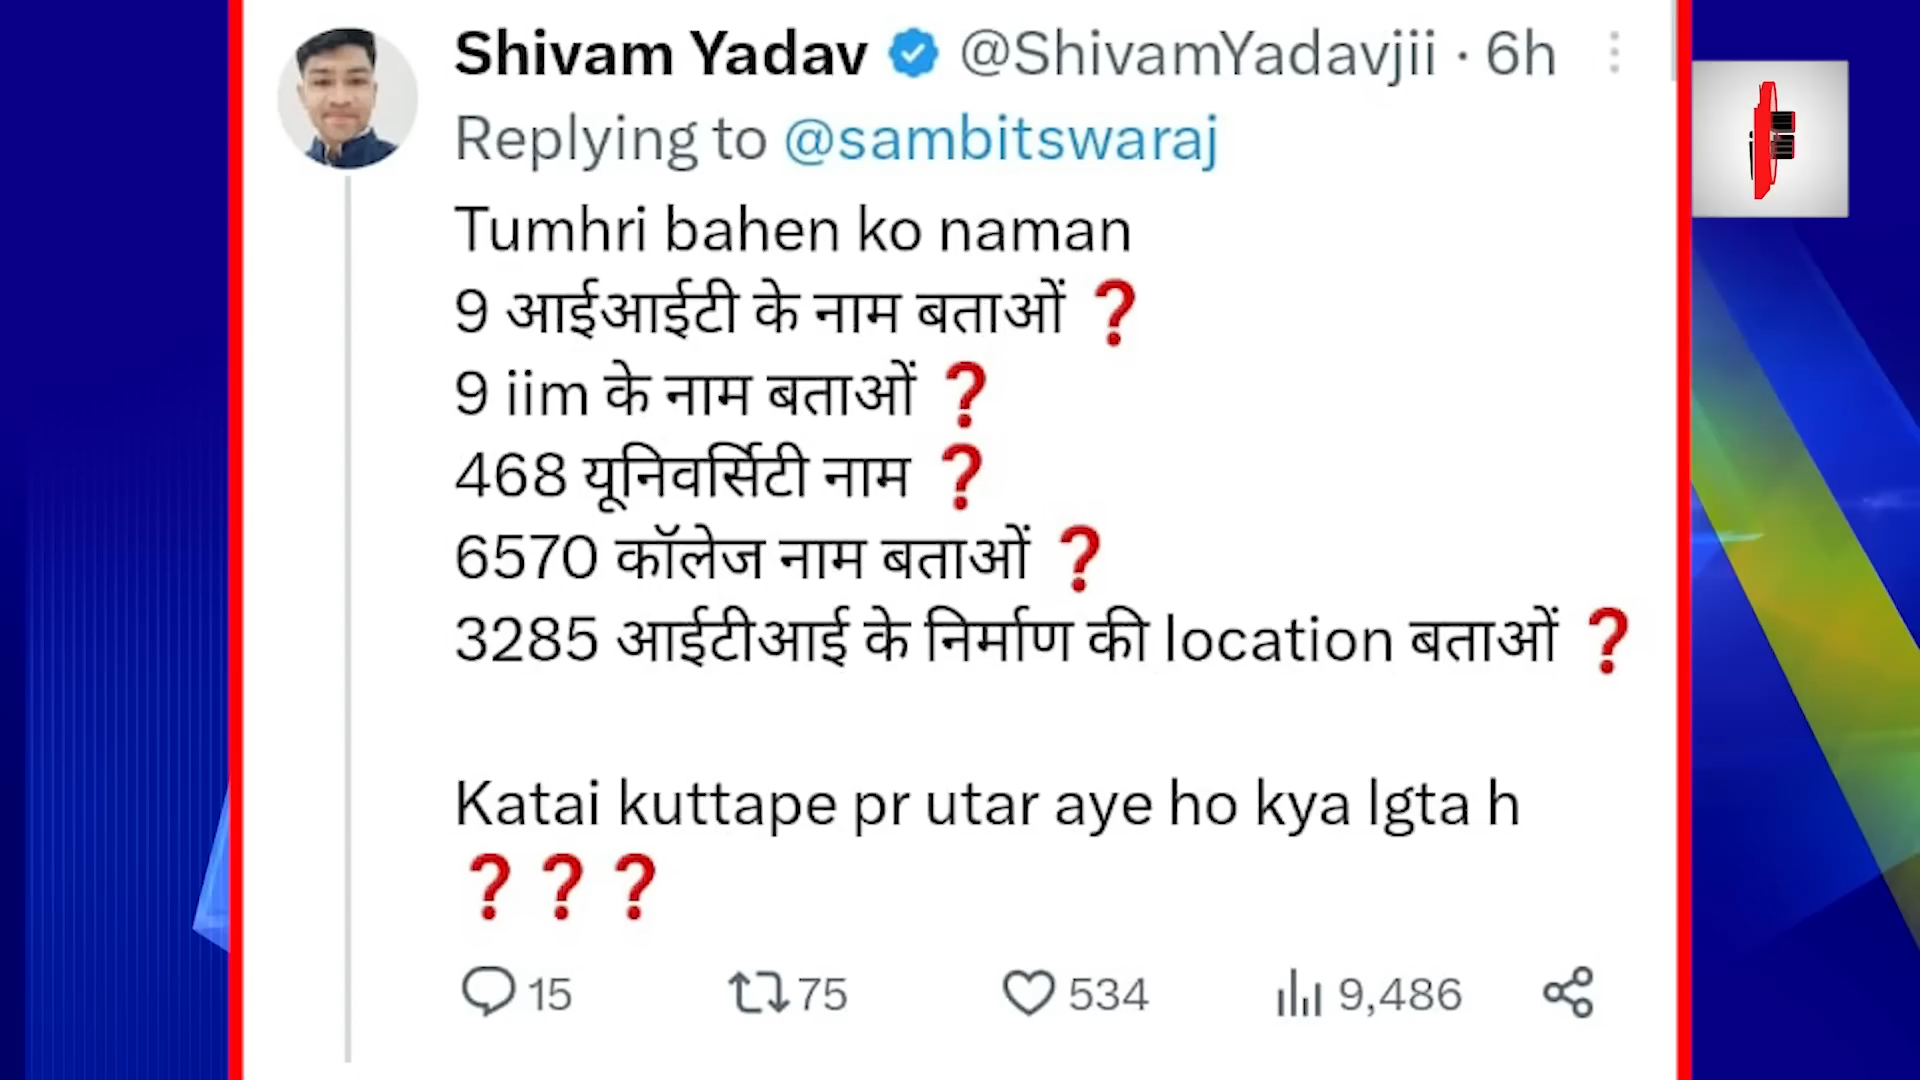 Shivam Yadav @ShivamYadavjii · 6h
Replying to @sambitswaraj
Tumhri bahen ko naman
9 आईआईटी के नाम बताओं ❓
9 iim के नाम बताओं ❓
468 यूनिवर्सिटी नाम ❓
6570 कॉलेज नाम बताओं ❓
3285 आईटीआई के निर्माण की location बताओं ❓
Katai kuttape pr utar aye ho kya lgta h
❓❓❓
15 75 534 9,486